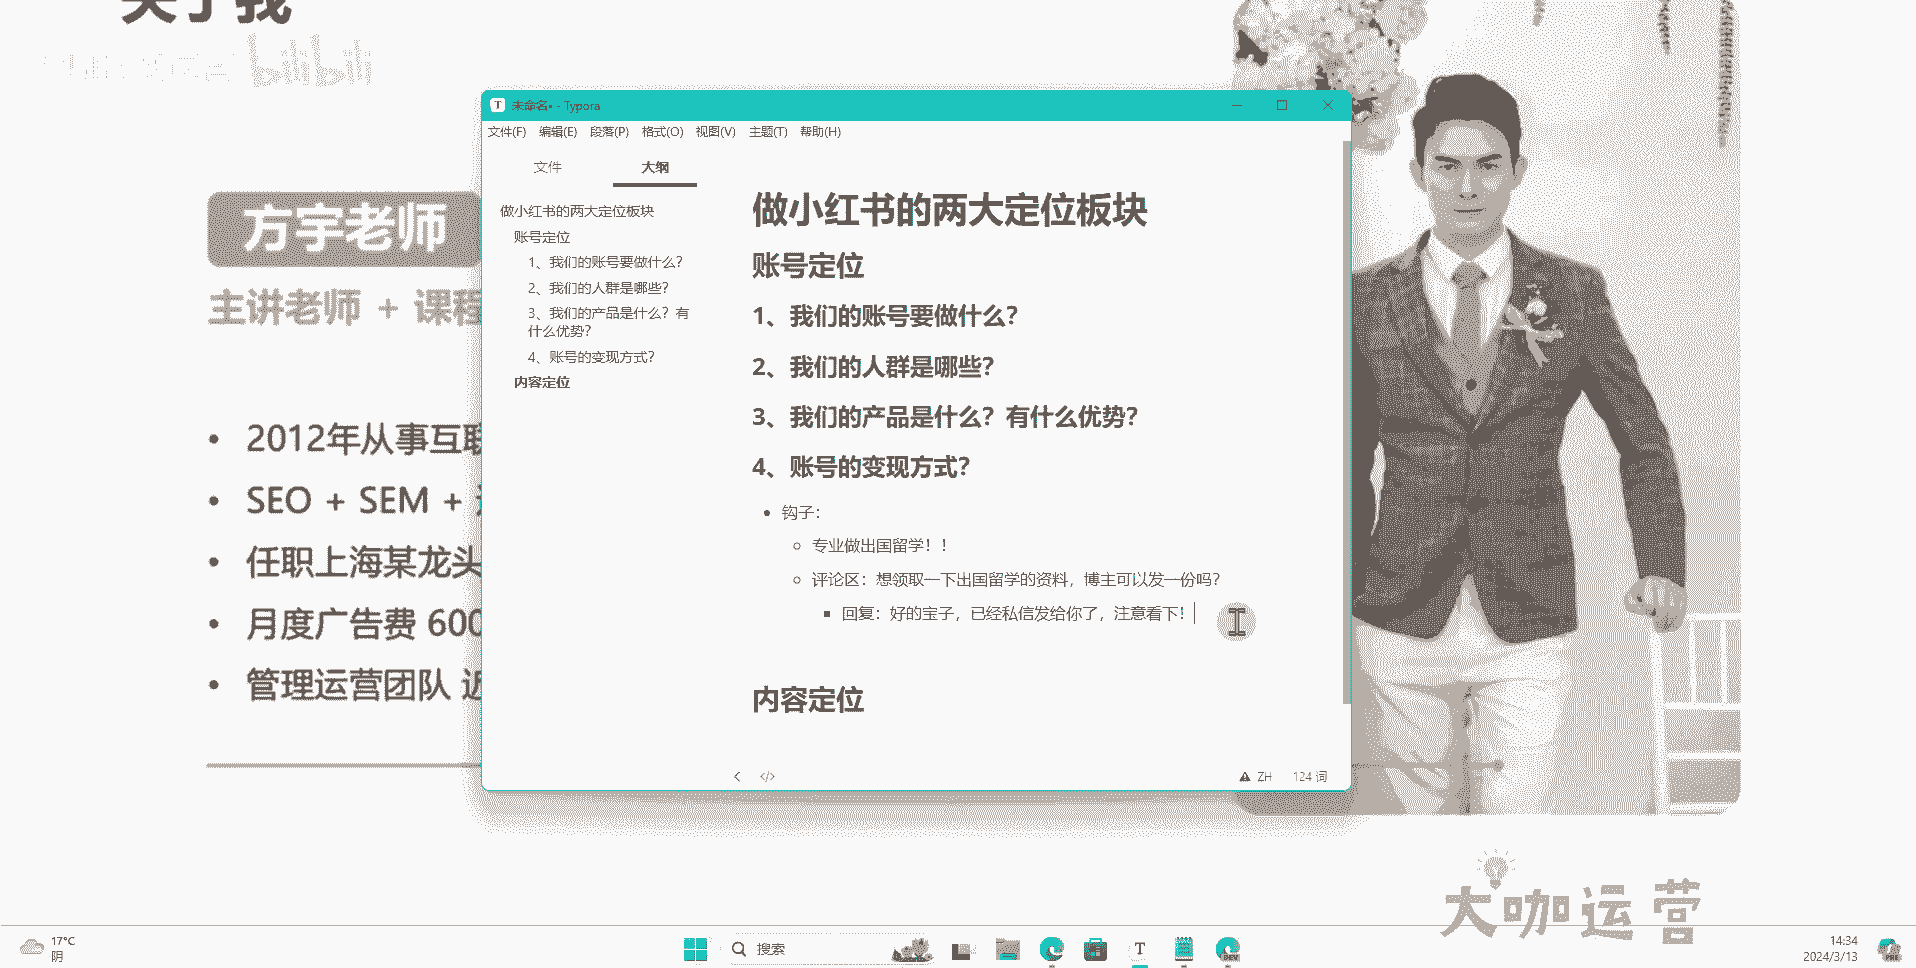 关于我
bilibili
方宇老师
主讲老师 + 课程
2012年从事互联
SEO + SEM +
任职上海某龙头
月度广告费 600
管理运营团队 近
未命名• - Typora
文件(F) 编辑(E) 段落(P) 格式(O) 视图(V) 主题(T) 帮助(H)
文件 大纲
做小红书的两大定位板块
账号定位
1、我们的账号要做什么？
2、我们的人群是哪些？
3、我们的产品是什么？有
什么优势？
4、账号的变现方式？
内容定位
做小红书的两大定位板块
账号定位
1、我们的账号要做什么？
2、我们的人群是哪些？
3、我们的产品是什么？有什么优势？
4、账号的变现方式？
钩子：
专业做出国留学！！
评论区：想领取一下出国留学的资料，博主可以发一份吗？
回复：好的宝子，已经私信发给你了，注意看下！
内容定位
ZH 124 词
大咖运营
17°C
阴
搜索
DEV
14:34
2024/3/13
PRE